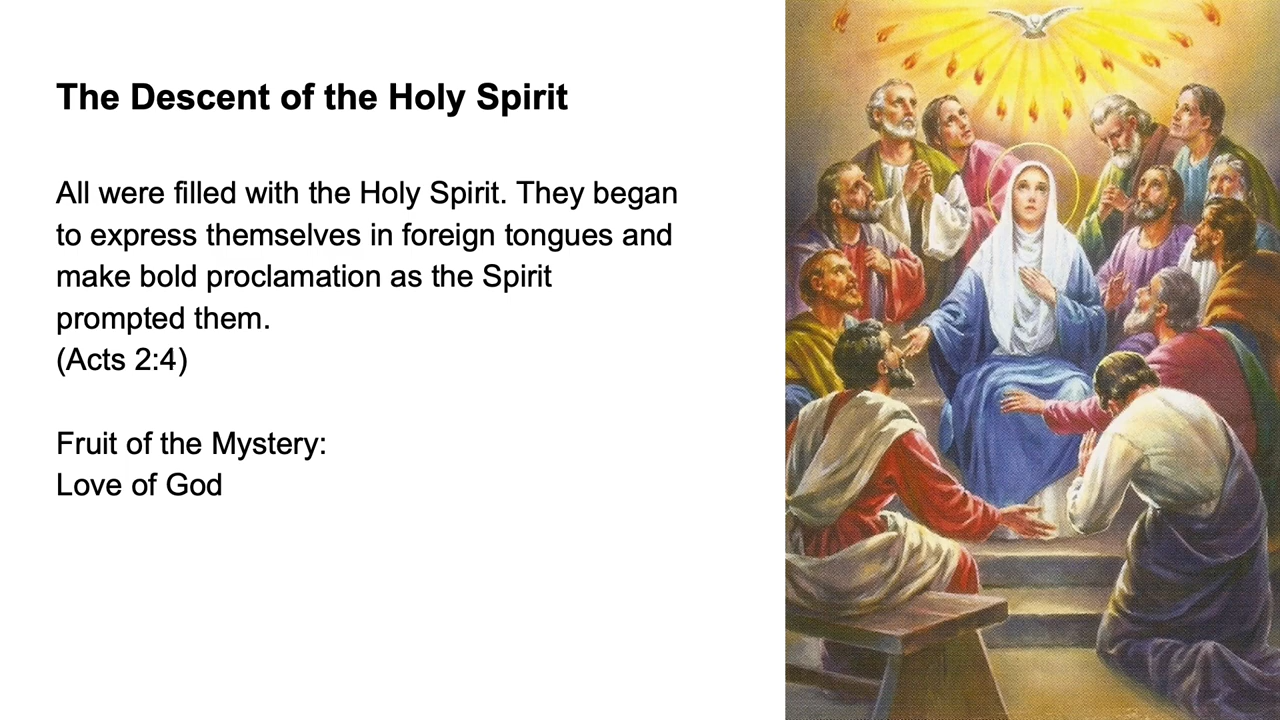 The Descent of the Holy Spirit
All were filled with the Holy Spirit. They began
to express themselves in foreign tongues and
make bold proclamation as the Spirit
prompted them.
(Acts 2:4)
Fruit of the Mystery:
Love of God